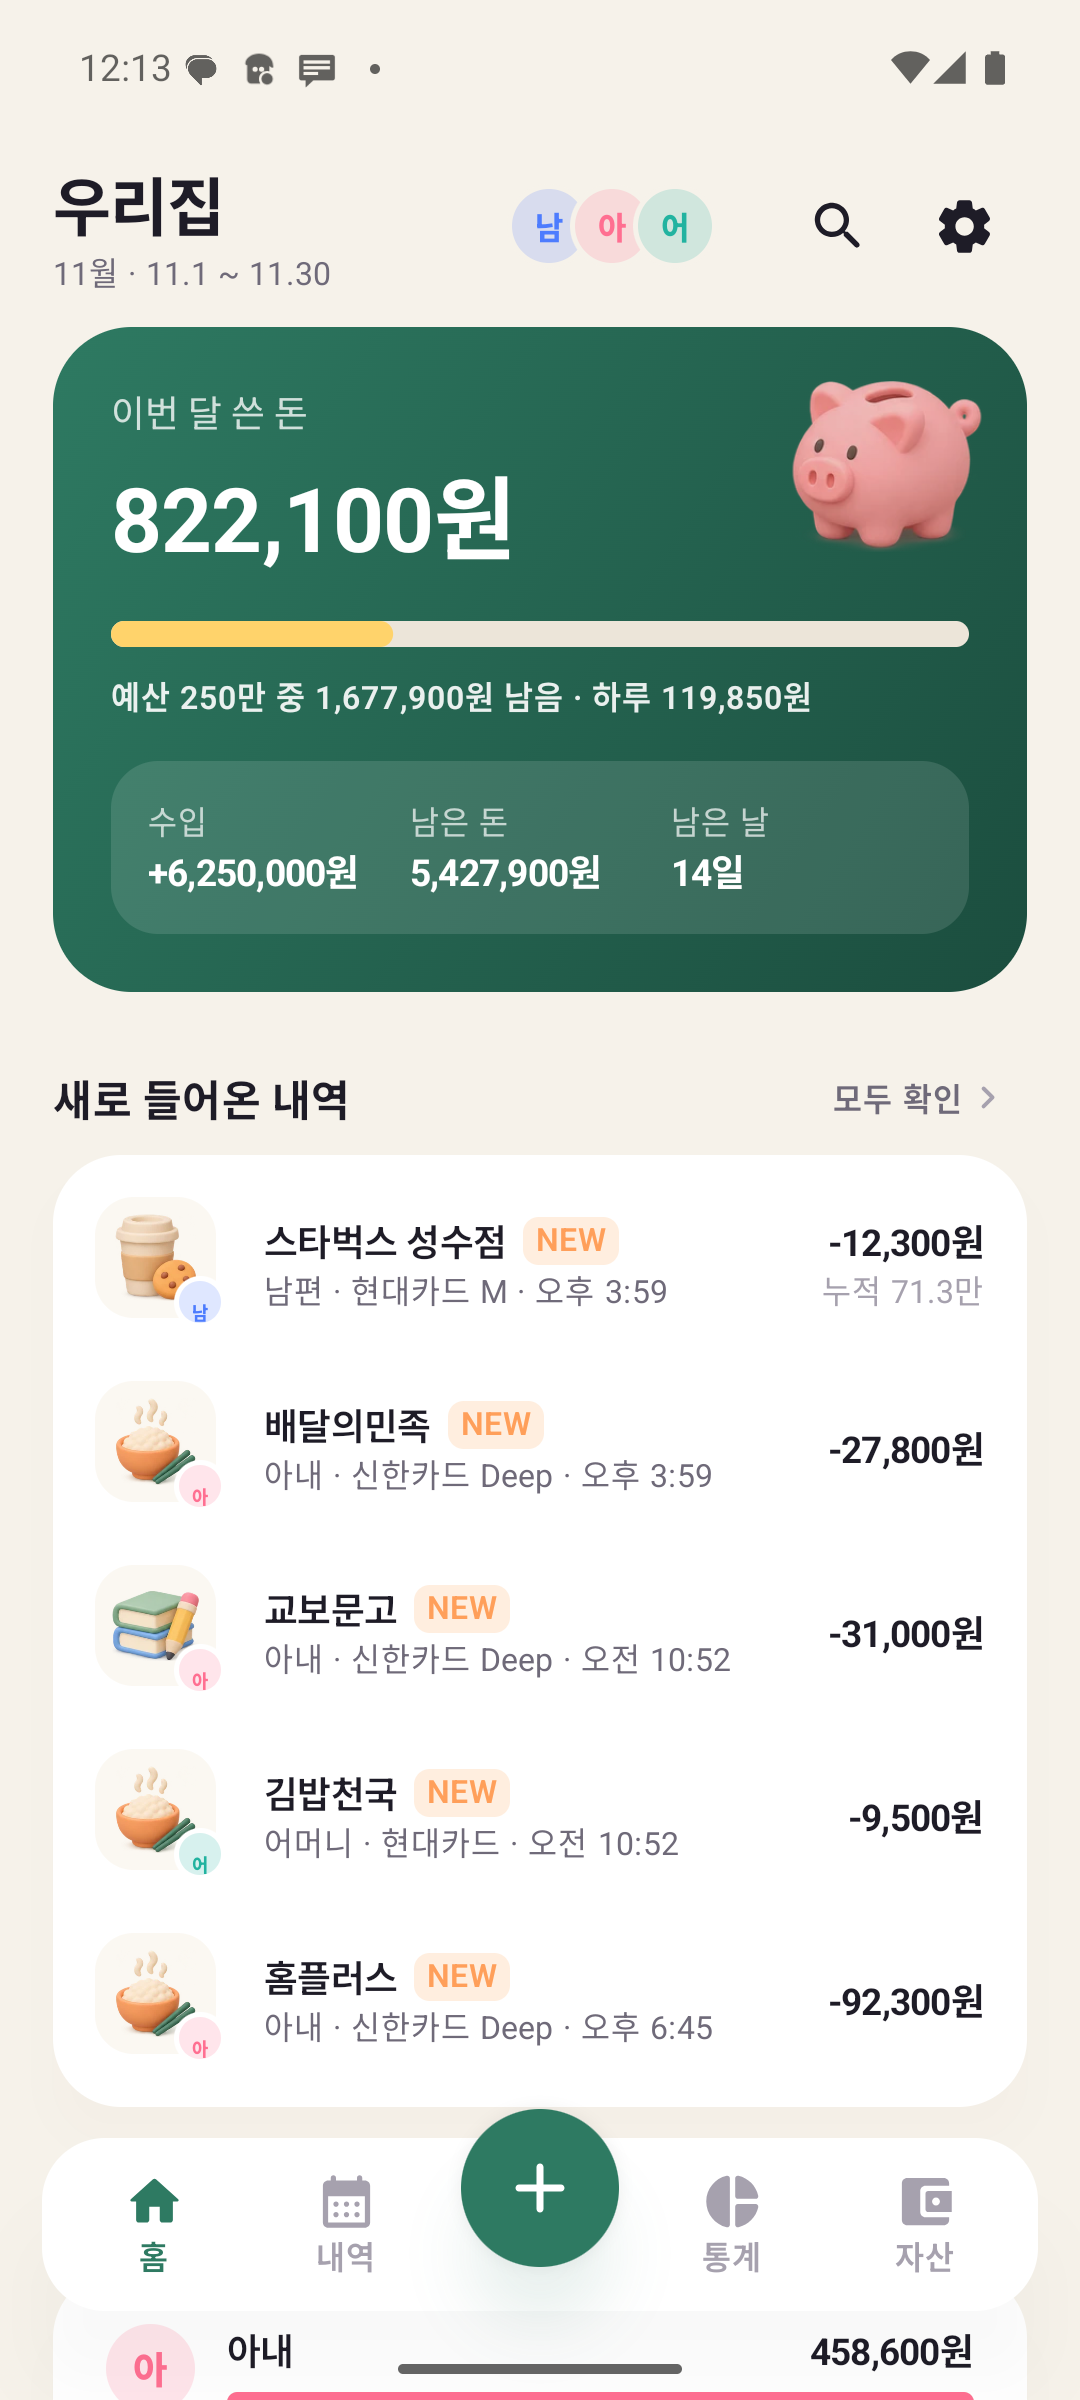 12:13
우리집
11월 · 11.1 ~ 11.30
남 아 어
이번 달 쓴 돈
822,100원
예산 250만 중 1,677,900원 남음 · 하루 119,850원
수입 남은 돈 남은 날
+6,250,000원 5,427,900원 14일
새로 들어온 내역 모두 확인
스타벅스 성수점 NEW -12,300원
남편 · 현대카드 M · 오후 3:59 누적 71.3만
남
배달의민족 NEW -27,800원
아내 · 신한카드 Deep · 오후 3:59
아
교보문고 NEW -31,000원
아내 · 신한카드 Deep · 오전 10:52
아
김밥천국 NEW -9,500원
어머니 · 현대카드 · 오전 10:52
어
홈플러스 NEW -92,300원
아내 · 신한카드 Deep · 오후 6:45
아
홈 내역 통계 자산
아 아내 458,600원